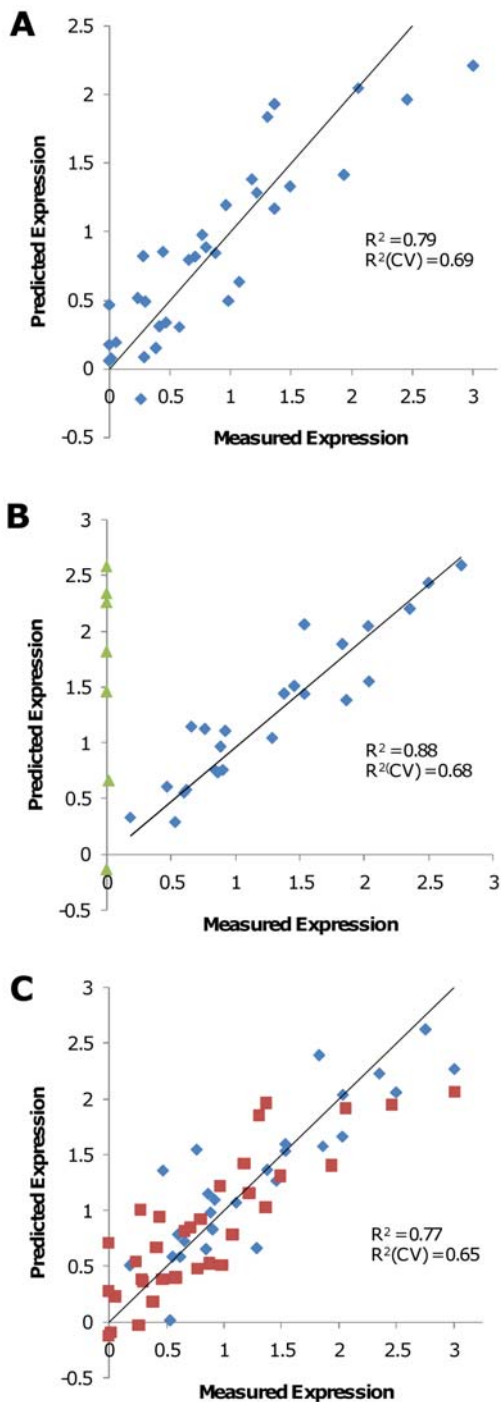 A
2.5
2
1.5
1
0.5
0
-0.5
0
0.5
1
1.5
2
2.5
3
Predicted Expression
Measured Expression
R² = 0.79
R²(CV) = 0.69
B
3
2.5
2
1.5
1
0.5
0
-0.5
0
0.5
1
1.5
2
2.5
3
Predicted Expression
Measured Expression
R² = 0.88
R²(CV) = 0.68
C
3
2.5
2
1.5
1
0.5
0
-0.5
0
0.5
1
1.5
2
2.5
3
Predicted Expression
Measured Expression
R² = 0.77
R²(CV) = 0.65